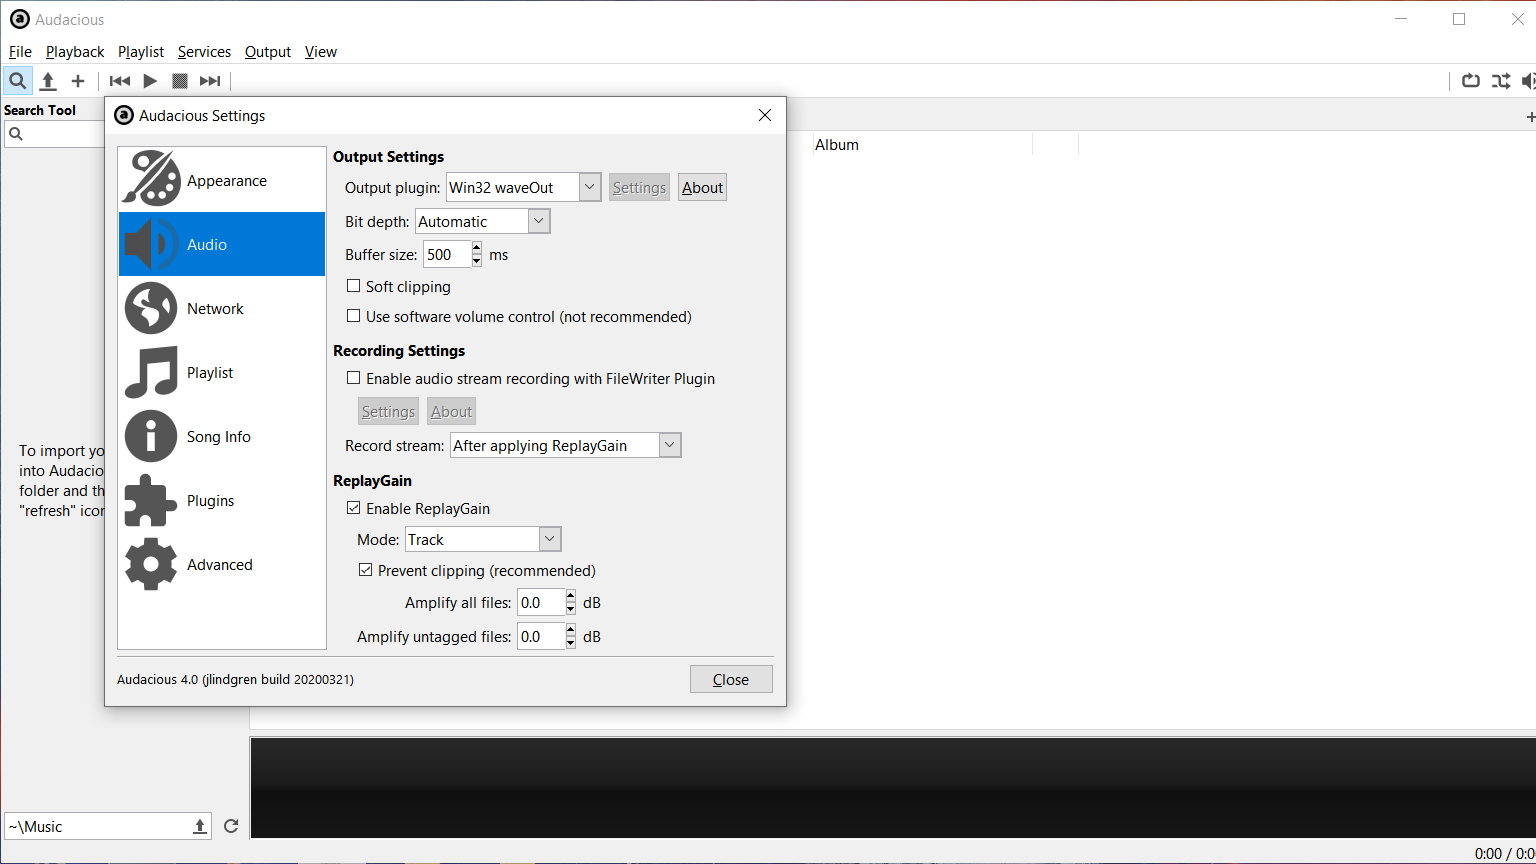 Audacious
File Playback Playlist Services Output View
Search Tool
Album
To import yo
into Audacio
folder and th
"refresh" icor
~\Music
0:00 / 0:0
Audacious Settings
Appearance
Audio
Network
Playlist
Song Info
Plugins
Advanced
Output Settings
Output plugin: Win32 waveOut Settings About
Bit depth: Automatic
Buffer size: 500 ms
Soft clipping
Use software volume control (not recommended)
Recording Settings
Enable audio stream recording with FileWriter Plugin
Settings About
Record stream: After applying ReplayGain
ReplayGain
Enable ReplayGain
Mode: Track
Prevent clipping (recommended)
Amplify all files: 0.0 dB
Amplify untagged files: 0.0 dB
Audacious 4.0 (jlindgren build 20200321)
Close